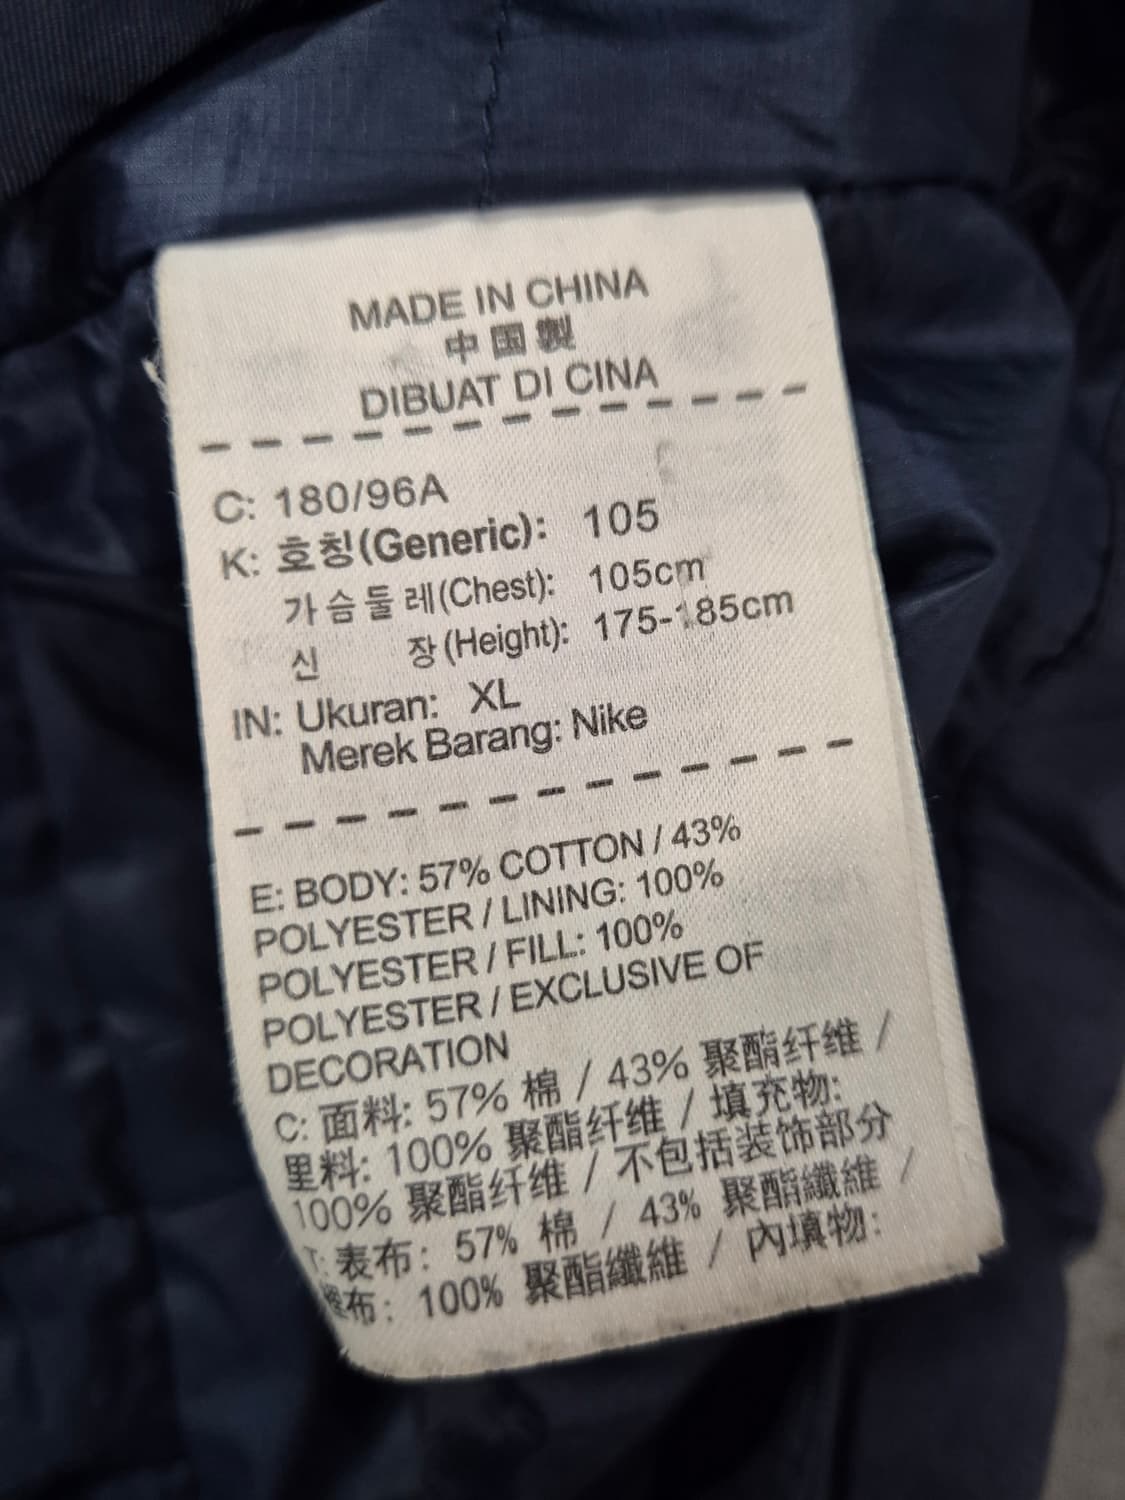 MADE IN CHINA
中国製
DIBUAT DI CINA
C: 180/96A
K: 호칭(Generic): 105
가슴둘레(Chest): 105cm
신 장(Height): 175-185cm
IN: Ukuran: XL
Merek Barang: Nike
E: BODY: 57% COTTON / 43%
POLYESTER / LINING: 100%
POLYESTER / FILL: 100%
POLYESTER / EXCLUSIVE OF
DECORATION
C: 面料: 57% 棉 / 43% 聚酯纤维 /
里料: 100% 聚酯纤维 / 填充物:
100% 聚酯纤维 / 不包括装饰部分
T: 表布: 57% 棉 / 43% 聚酯纖維 /
布: 100% 聚酯纖維 / 內填物: